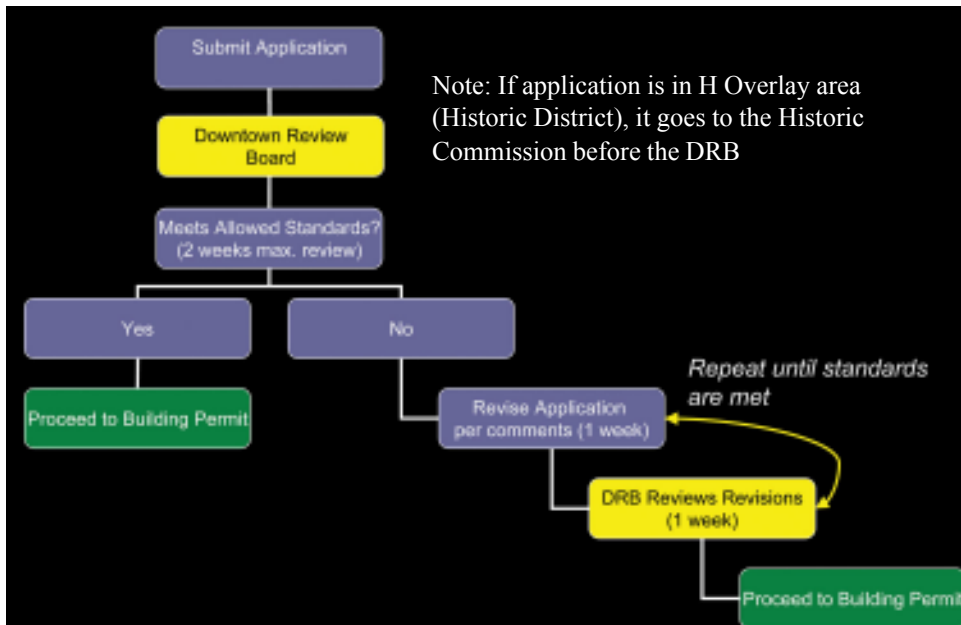 Submit Application
Note: If application is in H Overlay area
(Historic District), it goes to the Historic
Commission before the DRB
Downtown Review
Board
Meets Allowed Standards?
(2 weeks max. review)
Yes
No
Proceed to Building Permit
Repeat until standards
are met
Revise Application
per comments (1 week)
DRB Reviews Revisions
(1 week)
Proceed to Building Permit